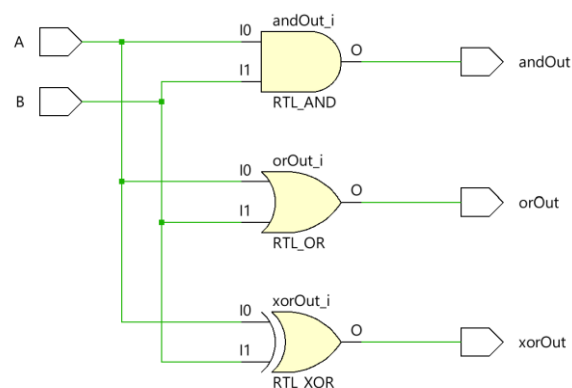 andOut_i
A
I0
O
andOut
I1
B
RTL_AND
orOut_i
I0
O
orOut
I1
RTL_OR
xorOut_i
I0
O
xorOut
I1
RTL_XOR